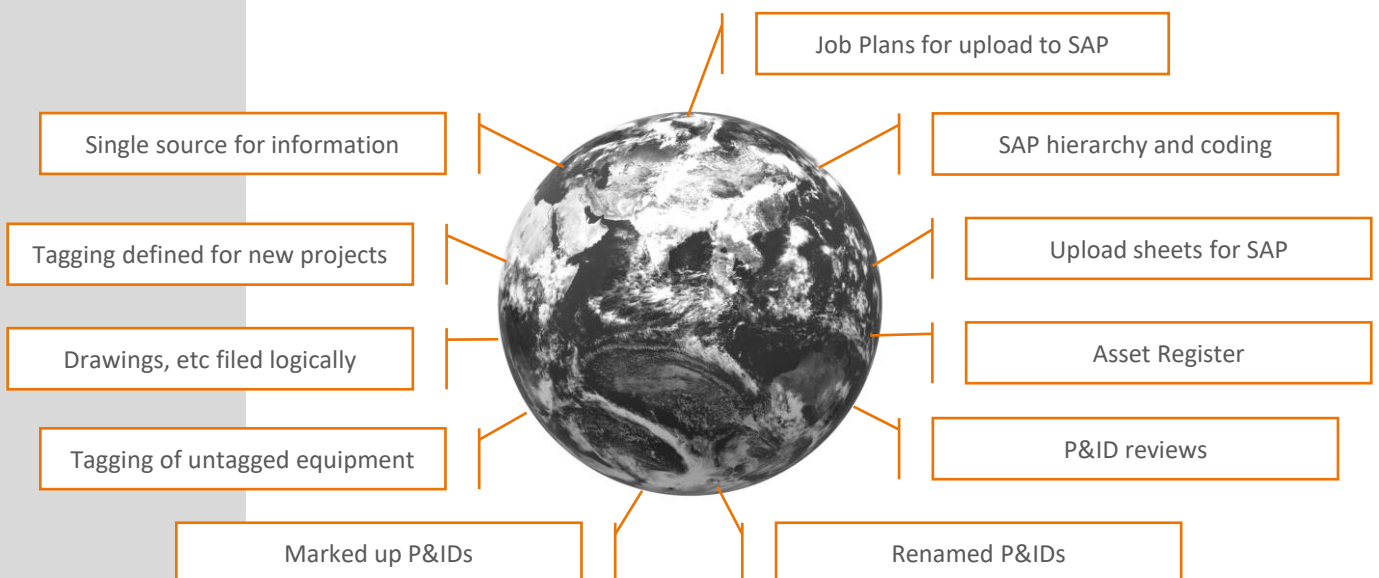 Job Plans for upload to SAP
Single source for information
SAP hierarchy and coding
Tagging defined for new projects
Upload sheets for SAP
Drawings, etc filed logically
Asset Register
Tagging of untagged equipment
P&ID reviews
Marked up P&IDs
Renamed P&IDs